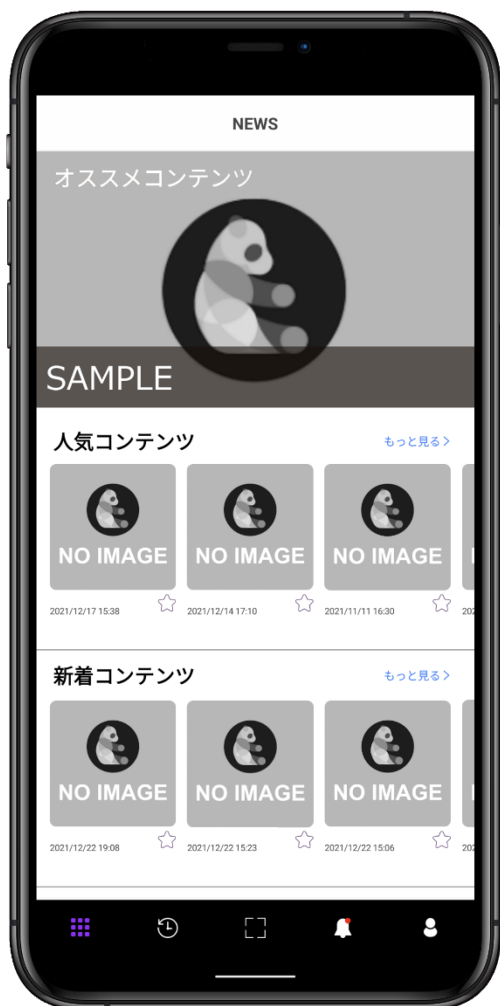 NEWS
オススメコンテンツ
SAMPLE
人気コンテンツ
もっと見る
NO IMAGE
NO IMAGE
NO IMAGE
2021/12/17 15:38
2021/12/14 17:10
2021/11/11 16:30
202
新着コンテンツ
もっと見る
NO IMAGE
NO IMAGE
NO IMAGE
2021/12/22 19:08
2021/12/22 15:23
2021/12/22 15:06
202